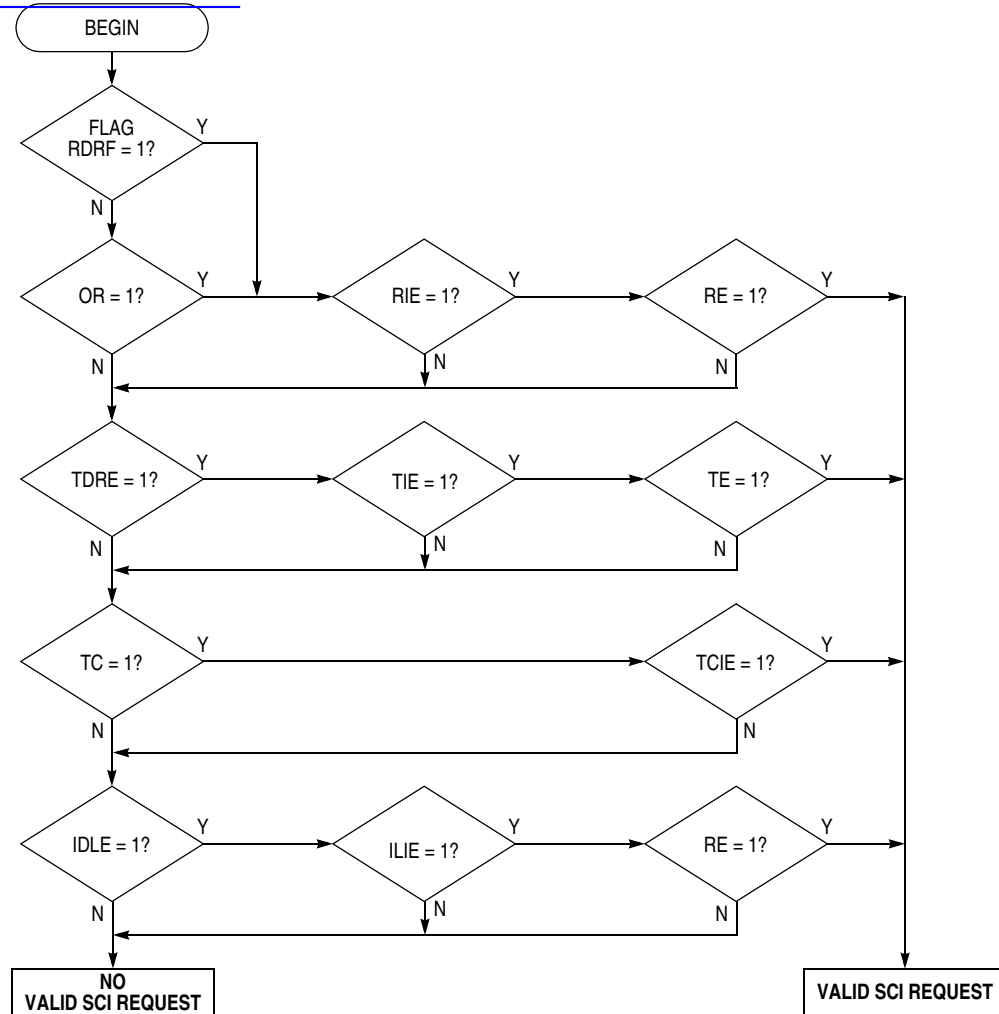 BEGIN
FLAG
RDRF = 1?
Y
N
OR = 1?
Y
RIE = 1?
Y
RE = 1?
Y
N
N
N
TDRE = 1?
Y
TIE = 1?
Y
TE = 1?
Y
N
N
N
TC = 1?
Y
TCIE = 1?
Y
N
N
IDLE = 1?
Y
ILIE = 1?
Y
RE = 1?
Y
N
N
N
NO
VALID SCI REQUEST
VALID SCI REQUEST